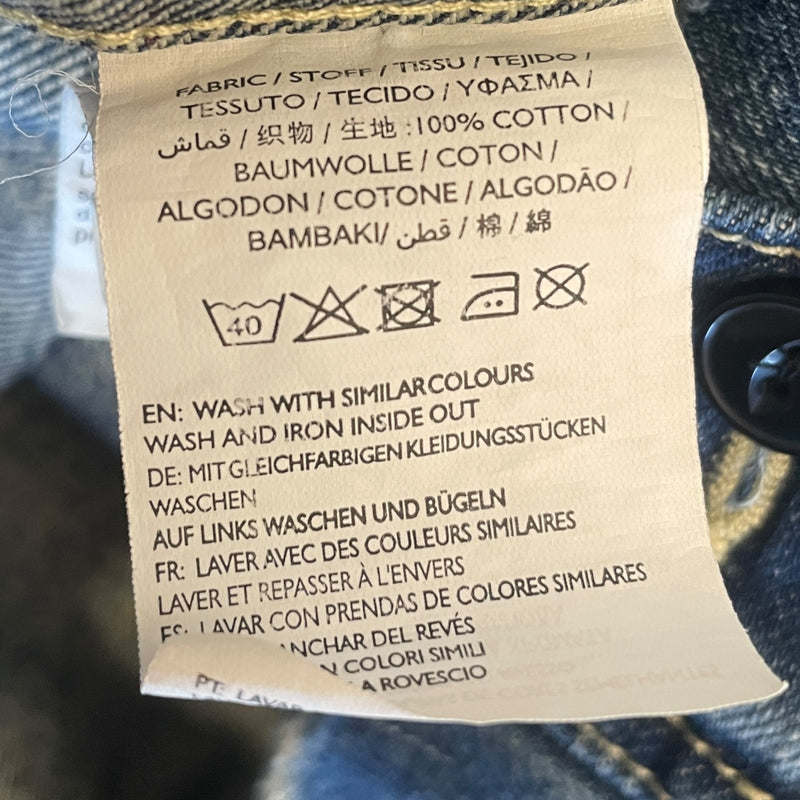 FABRIC / STOFF / TISSU / TEJIDO /
TESSUTO / TECIDO / ΥΦΑΣΜΑ /
قماش / 织物 / 生地 :100% COTTON /
BAUMWOLLE / COTON /
ALGODON / COTONE / ALGODÃO /
BAMBAKI/ قطن / 棉 / 綿
40
EN: WASH WITH SIMILAR COLOURS
WASH AND IRON INSIDE OUT
DE: MIT GLEICHFARBIGEN KLEIDUNGSSTÜCKEN
WASCHEN
AUF LINKS WASCHEN UND BÜGELN
FR: LAVER AVEC DES COULEURS SIMILAIRES
LAVER ET REPASSER À L'ENVERS
ES: LAVAR CON PRENDAS DE COLORES SIMILARES
NCHAR DEL REVÉS
N COLORI SIMILI
A ROVESCIO
PT: LAVAR